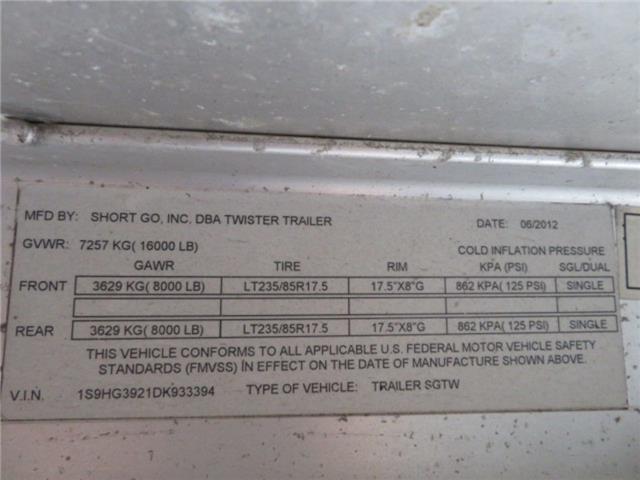 MFD BY: SHORT GO, INC. DBA TWISTER TRAILER DATE: 06/2012
GVWR: 7257 KG( 16000 LB)
COLD INFLATION PRESSURE
GAWR TIRE RIM KPA (PSI) SGL/DUAL
FRONT 3629 KG( 8000 LB) LT235/85R17.5 17.5"X8"G 862 KPA( 125 PSI) SINGLE
REAR 3629 KG( 8000 LB) LT235/85R17.5 17.5"X8"G 862 KPA( 125 PSI) SINGLE
THIS VEHICLE CONFORMS TO ALL APPLICABLE U.S. FEDERAL MOTOR VEHICLE SAFETY
STANDARDS (FMVSS) IN EFFECT ON THE DATE OF MANUFACTURE SHOWN ABOVE.
V.I.N. 1S9HG3921DK933394 TYPE OF VEHICLE: TRAILER SGTW